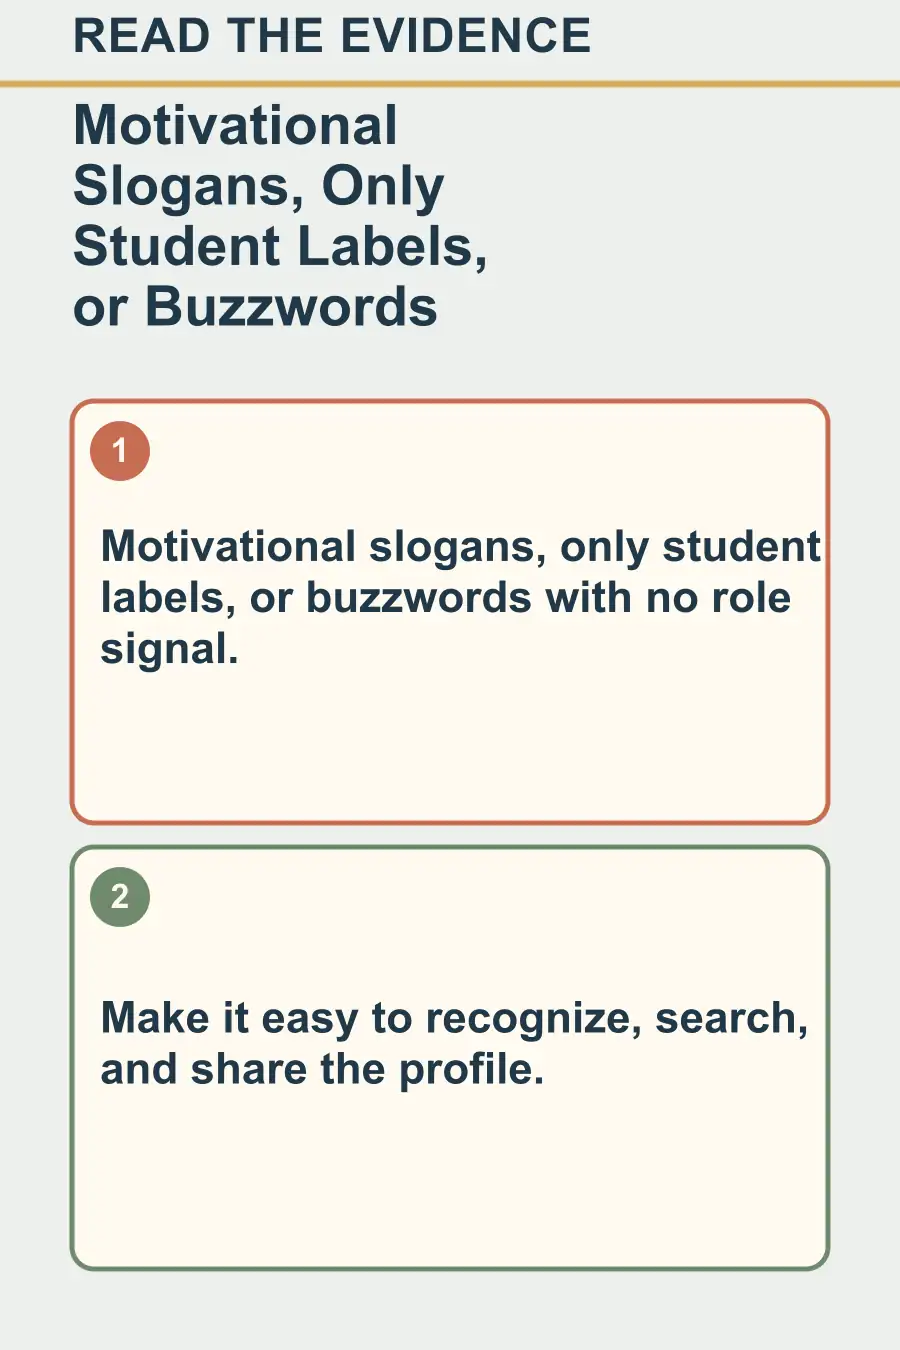 READ THE EVIDENCE
Motivational
Slogans, Only
Student Labels,
or Buzzwords
1
Motivational slogans, only student
labels, or buzzwords with no role
signal.
2
Make it easy to recognize, search,
and share the profile.